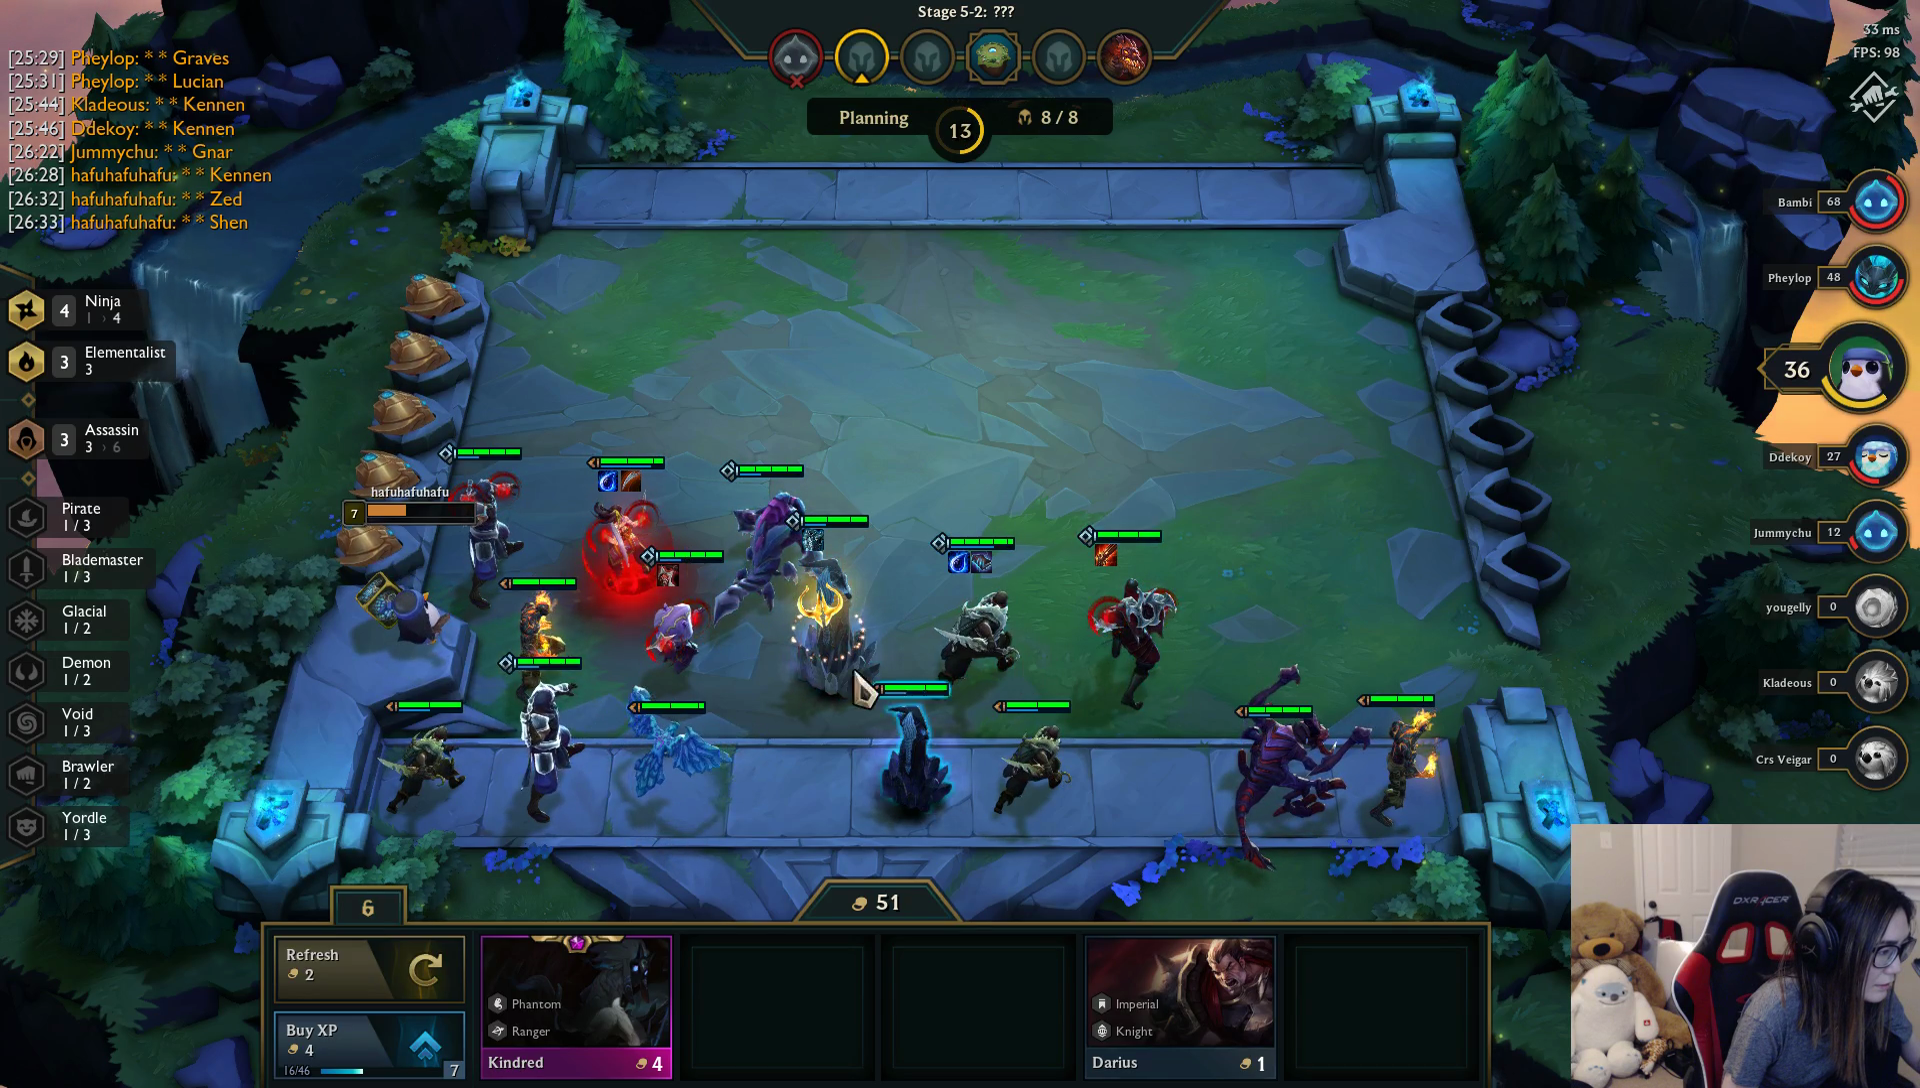 Stage 5-2: ???
33 ms
FPS: 98
[25:29] Pheylop: * * Graves
[25:31] Pheylop: * * Lucian
[25:44] Kladeous: * * Kennen
[25:46] Ddekoy: * * Kennen
[26:22] Jummychu: * * Gnar
[26:28] hafuhafuhafu: * * Kennen
[26:32] hafuhafuhafu: * * Zed
[26:33] hafuhafuhafu: * * Shen
Planning
13
8 / 8
Bambi 68
Pheylop 48
36
Ddekoy 27
Jummychu 12
yougelly 0
Kladeous 0
Crs Veigar 0
4 Ninja
1 › 4
3 Elementalist
3
3 Assassin
3 › 6
Pirate
1 / 3
Blademaster
1 / 3
Glacial
1 / 2
Demon
1 / 2
Void
1 / 3
Brawler
1 / 2
Yordle
1 / 3
hafuhafuhafu
7
6
51
Refresh
2
Buy XP
4
16/46
7
Phantom
Ranger
Kindred 4
Imperial
Knight
Darius 1
DXRACER